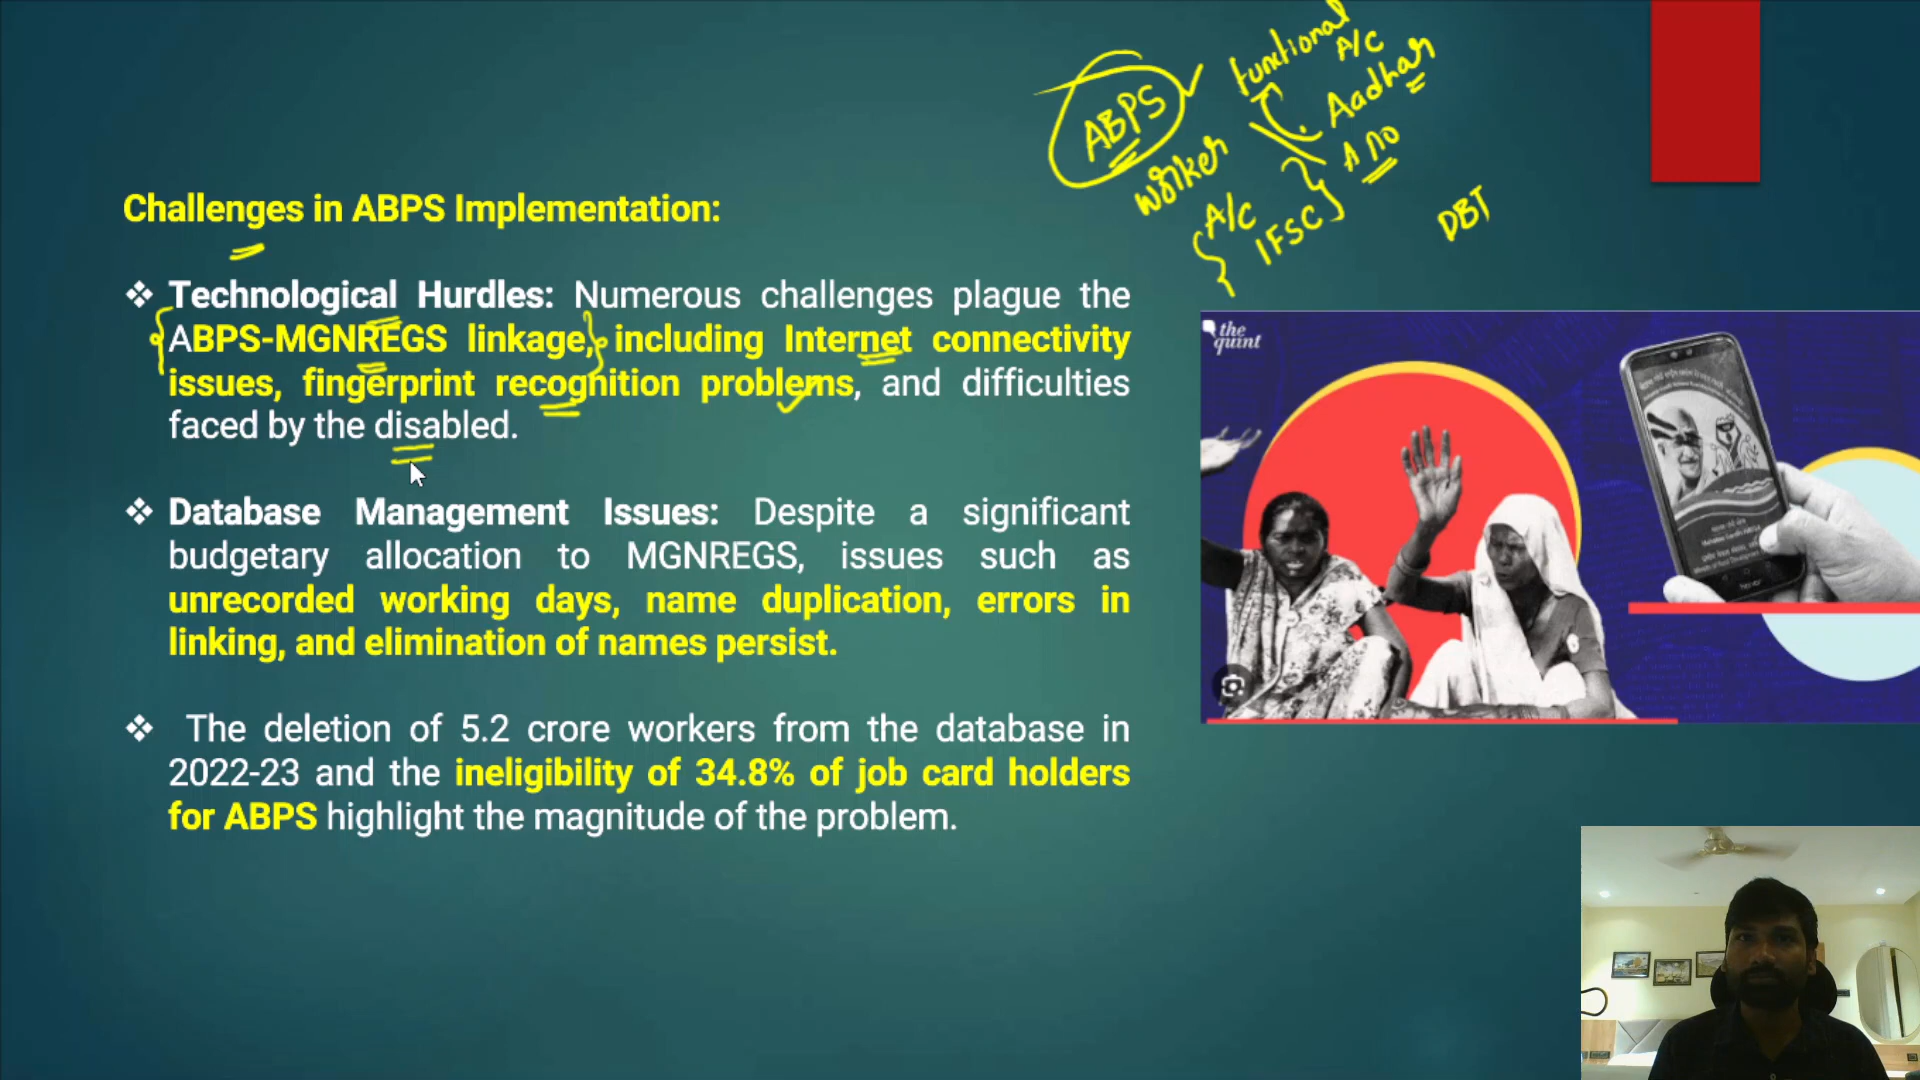 functional
A/C
ABPS
Aadhar
A no
worker
A/C
IFSC
DBT
Challenges in ABPS Implementation:
❖ Technological Hurdles: Numerous challenges plague the
ABPS-MGNREGS linkage, including Internet connectivity
issues, fingerprint recognition problems, and difficulties
faced by the disabled.
❖ Database Management Issues: Despite a significant
budgetary allocation to MGNREGS, issues such as
unrecorded working days, name duplication, errors in
linking, and elimination of names persist.
❖ The deletion of 5.2 crore workers from the database in
2022-23 and the ineligibility of 34.8% of job card holders
for ABPS highlight the magnitude of the problem.
the
quint